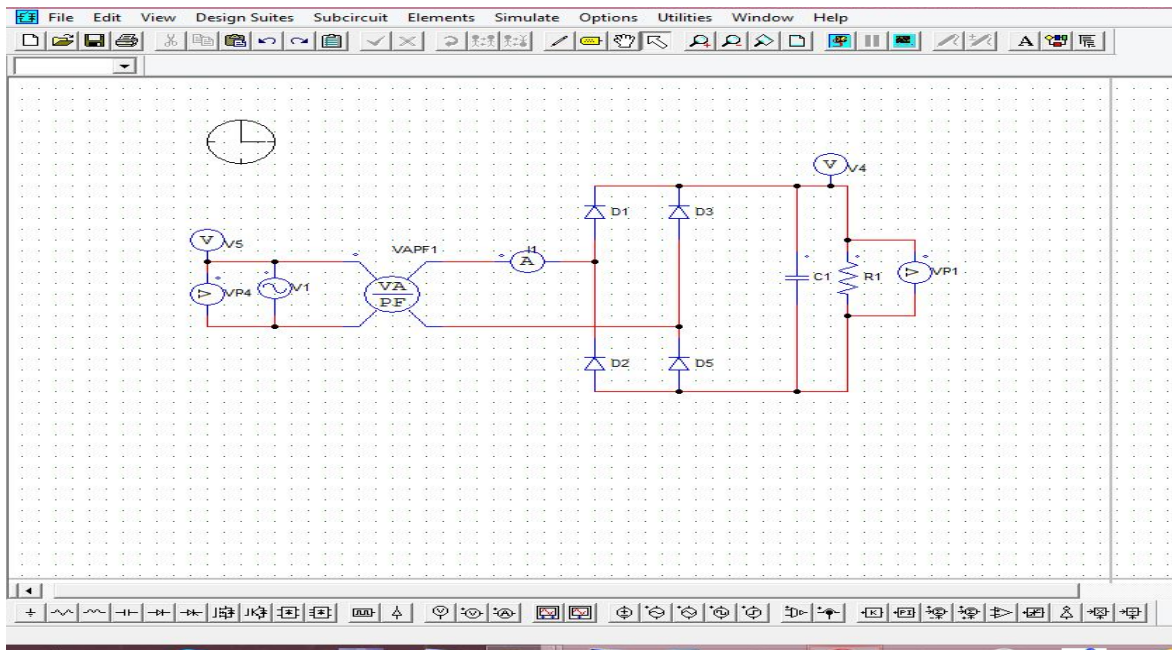 File Edit View Design Suites Subcircuit Elements Simulate Options Utilities Window Help
A
V V4
D1 D3
V V5
VAPF1
I1
A
VA
PF
V VP4
V1
C1
R1
V VP1
D2 D5
K
PI